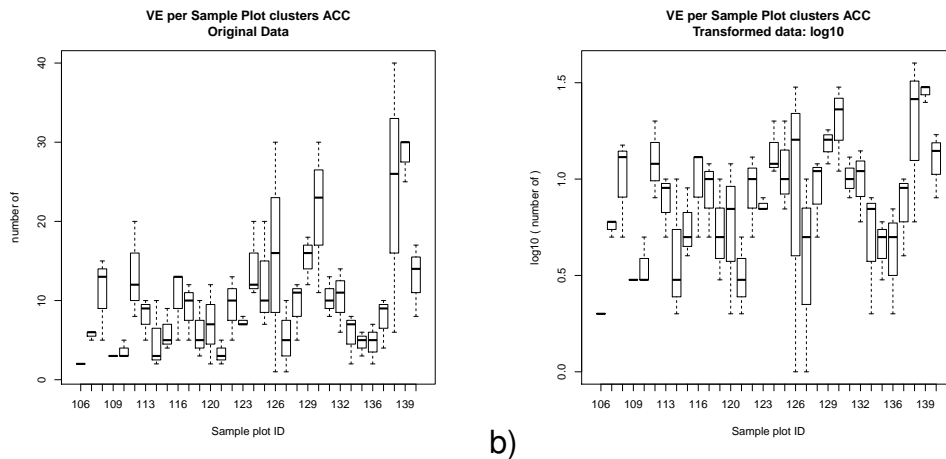 VE per Sample Plot clusters ACC
Original Data
number of
40
30
20
10
0
106 109 113 116 120 123 126 129 132 136 139
Sample plot ID
b)
VE per Sample Plot clusters ACC
Transformed data: log10
log10 ( number of )
1.5
1.0
0.5
0.0
106 109 113 116 120 123 126 129 132 136 139
Sample plot ID